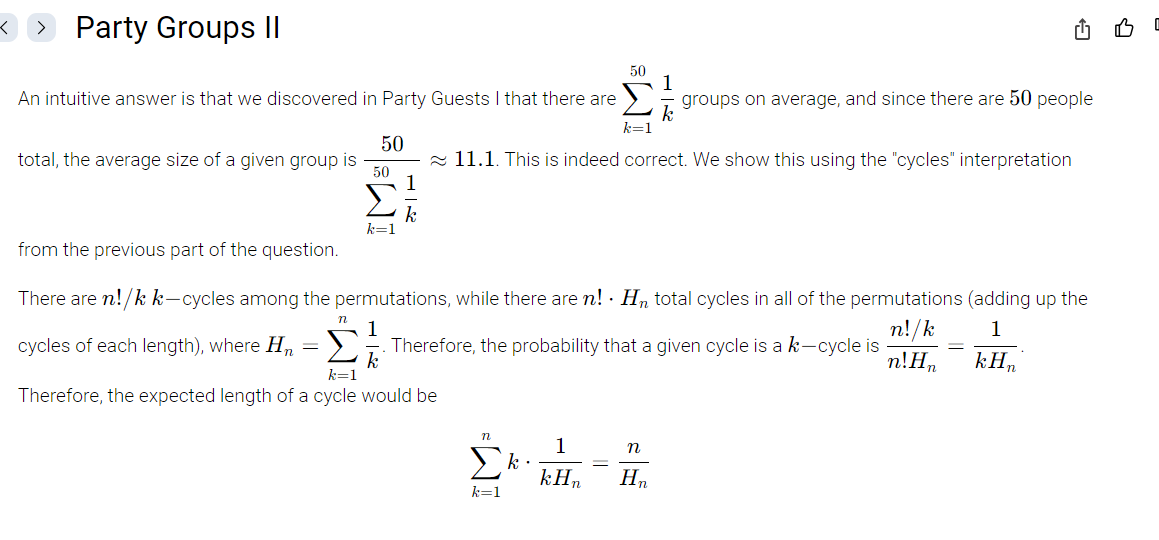 Party Groups II
An intuitive answer is that we discovered in Party Guests I that there are \sum_{k=1}^{50} \frac{1}{k} groups on average, and since there are 50 people
total, the average size of a given group is \frac{50}{\sum_{k=1}^{50} \frac{1}{k}} ≈ 11.1. This is indeed correct. We show this using the "cycles" interpretation
from the previous part of the question.
There are n!/k k−cycles among the permutations, while there are n! · H_n total cycles in all of the permutations (adding up the
cycles of each length), where H_n = \sum_{k=1}^{n} \frac{1}{k}. Therefore, the probability that a given cycle is a k−cycle is \frac{n!/k}{n!H_n} = \frac{1}{kH_n}.
Therefore, the expected length of a cycle would be
\sum_{k=1}^{n} k · \frac{1}{kH_n} = \frac{n}{H_n}